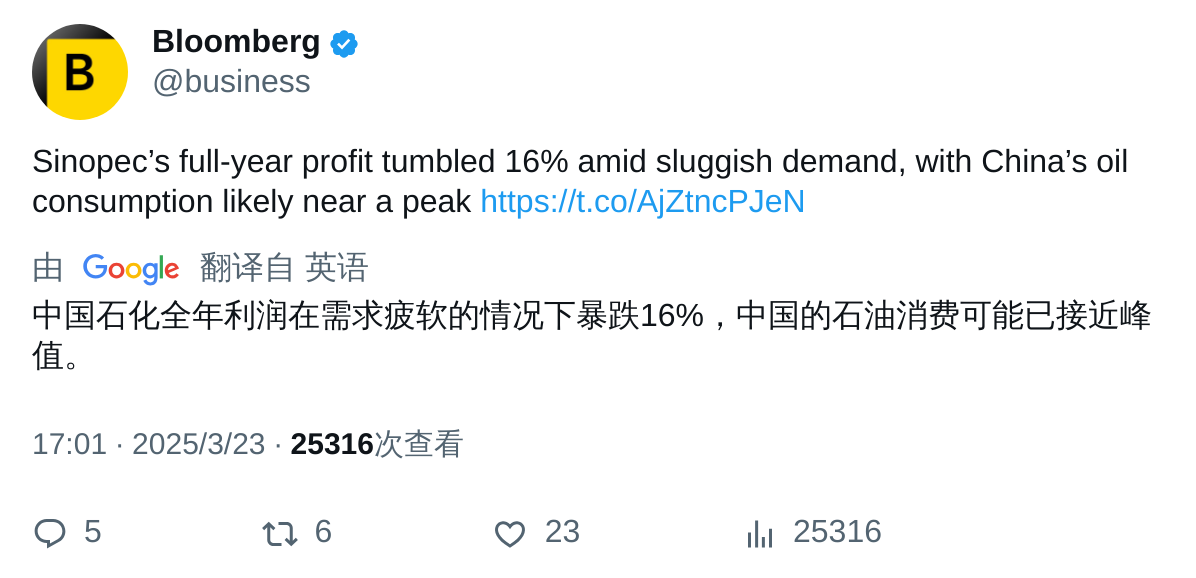 B
Bloomberg
@business
Sinopec’s full-year profit tumbled 16% amid sluggish demand, with China’s oil
consumption likely near a peak https://t.co/AjZtncPJeN
由 Google 翻译自 英语
中国石化全年利润在需求疲软的情况下暴跌16%，中国的石油消费可能已接近峰
值。
17:01 · 2025/3/23 · 25316次查看
5 6 23 25316